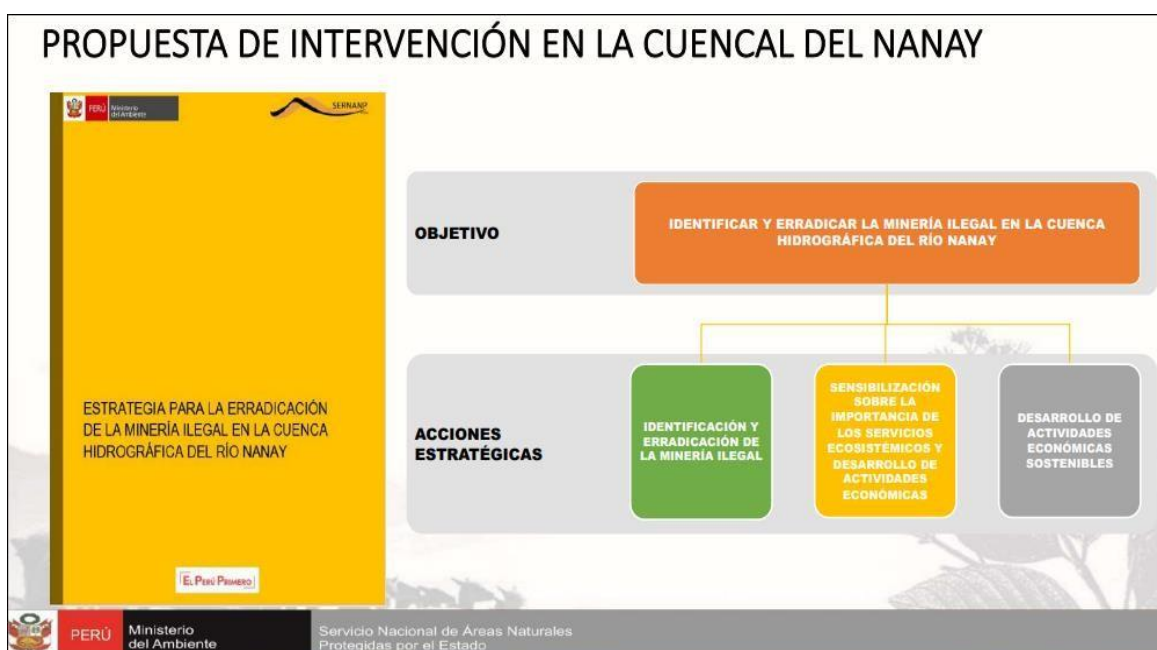 PROPUESTA DE INTERVENCIÓN EN LA CUENCAL DEL NANAY
PERÚ
Ministerio
del Ambiente
SERNANP
ESTRATEGIA PARA LA ERRADICACIÓN
DE LA MINERÍA ILEGAL EN LA CUENCA
HIDROGRÁFICA DEL RÍO NANAY
EL PERÚ PRIMERO
OBJETIVO
IDENTIFICAR Y ERRADICAR LA MINERÍA ILEGAL EN LA CUENCA
HIDROGRÁFICA DEL RÍO NANAY
ACCIONES
ESTRATÉGICAS
IDENTIFICACIÓN Y
ERRADICACIÓN DE
LA MINERÍA ILEGAL
SENSIBILIZACIÓN
SOBRE LA
IMPORTANCIA DE
LOS SERVICIOS
ECOSISTÉMICOS Y
DESARROLLO DE
ACTIVIDADES
ECONÓMICAS
DESARROLLO DE
ACTIVIDADES
ECONÓMICAS
SOSTENIBLES
PERÚ
Ministerio
del Ambiente
Servicio Nacional de Áreas Naturales
Protegidas por el Estado